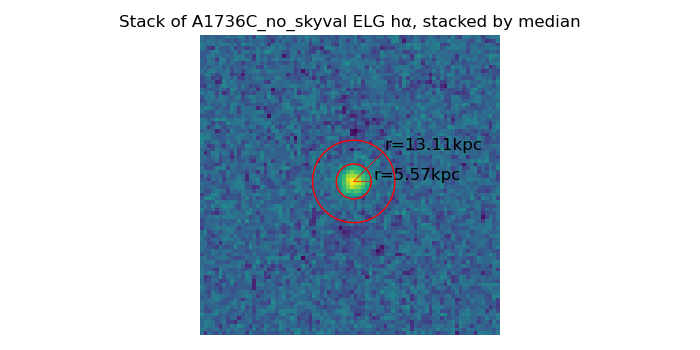 Stack of A1736C_no_skyval ELG hα, stacked by median
r=13.11kpc
r=5.57kpc